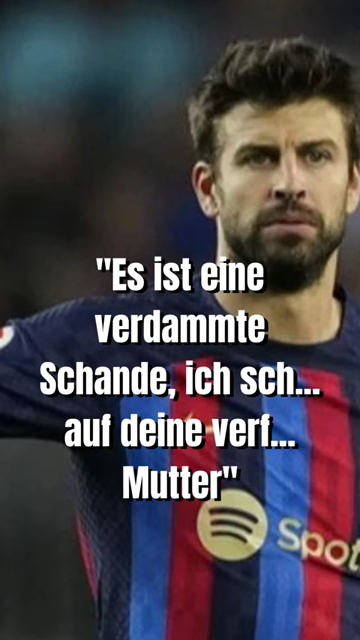 "Es ist eine
verdammte
Schande, ich sch...
auf deine verf...
Mutter"
Spot